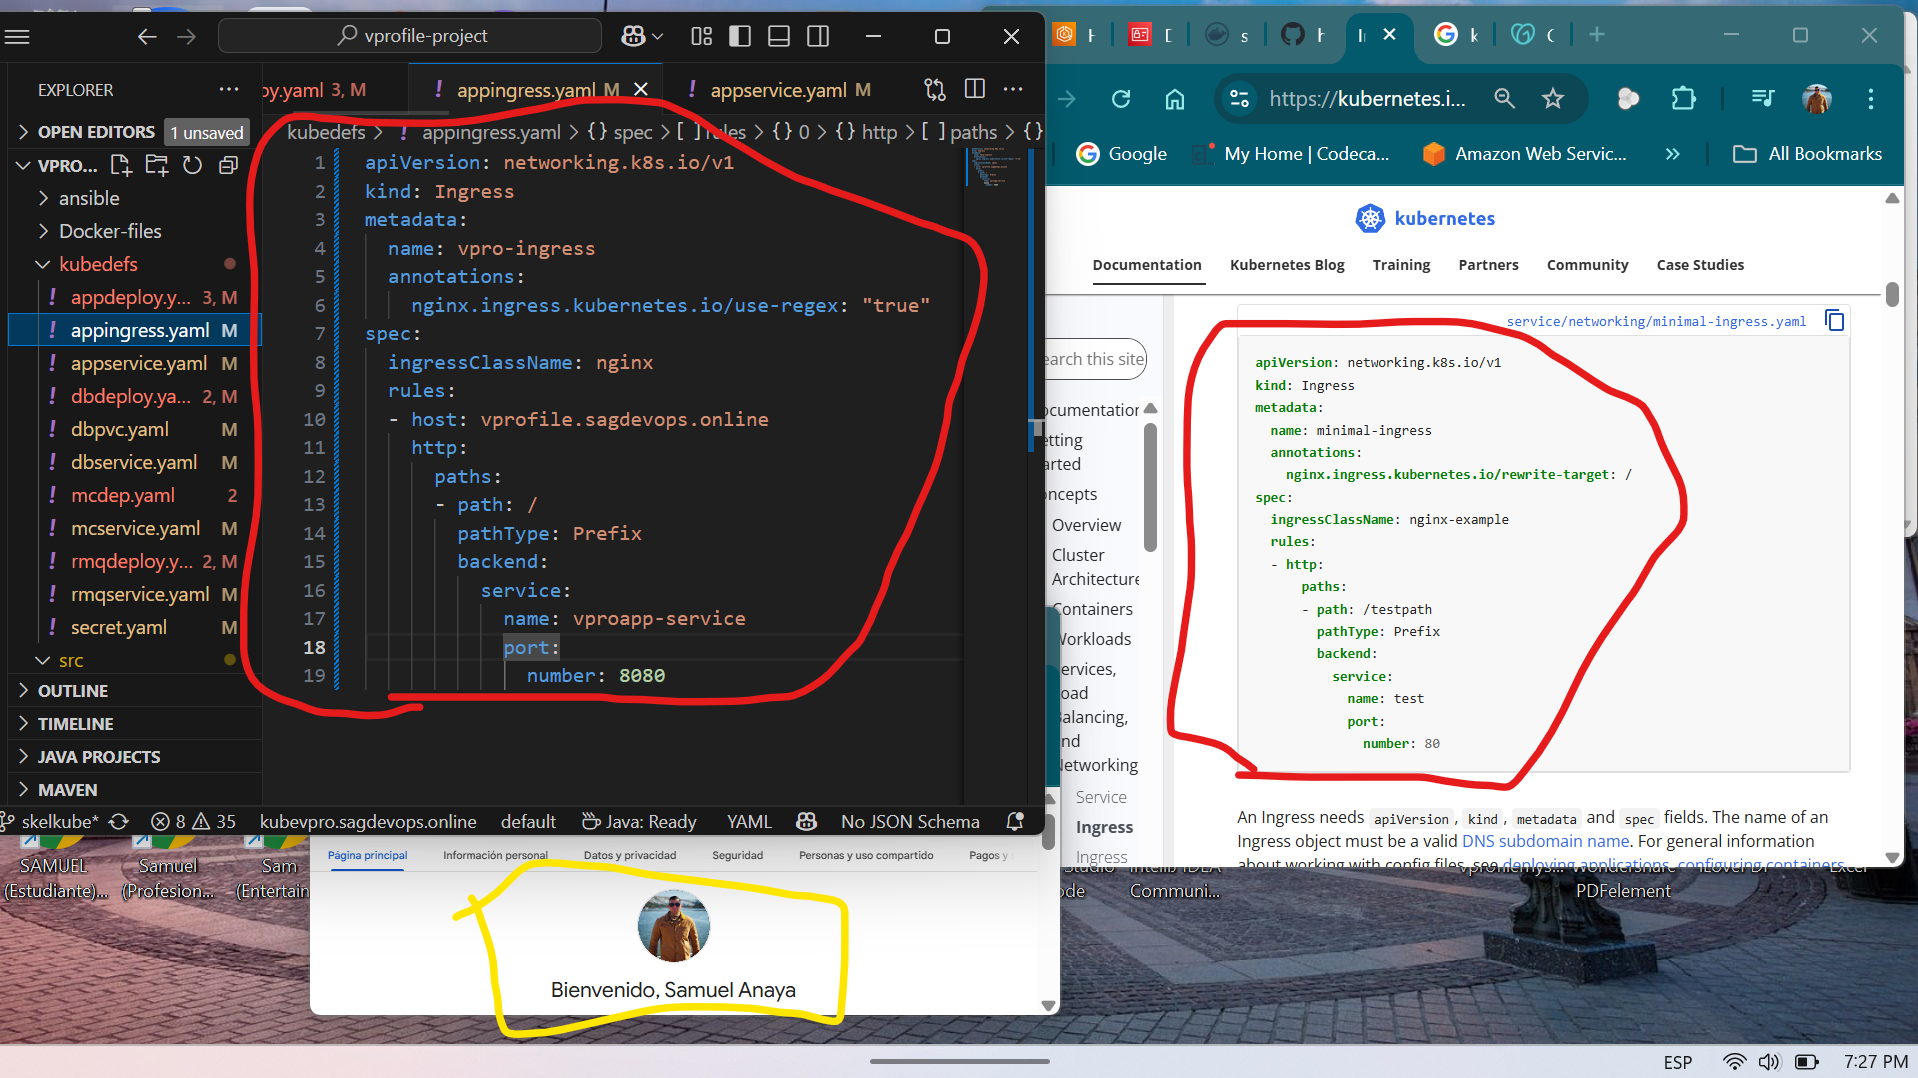 vprofile-project
EXPLORER
py.yaml 3, M
! appingress.yaml M
! appservice.yaml M
OPEN EDITORS 1 unsaved
VPRO...
ansible
Docker-files
kubedefs
! appdeploy.y... 3, M
! appingress.yaml M
! appservice.yaml M
! dbdeploy.ya... 2, M
! dbpvc.yaml M
! dbservice.yaml M
! mcdep.yaml 2
! mcservice.yaml M
! rmqdeploy.y... 2, M
! rmqservice.yaml M
! secret.yaml M
src
OUTLINE
TIMELINE
JAVA PROJECTS
MAVEN
kubedefs > ! appingress.yaml > {} spec > [ ] rules > {} 0 > {} http > [ ] paths > {}
1 apiVersion: networking.k8s.io/v1
2 kind: Ingress
3 metadata:
4 name: vpro-ingress
5 annotations:
6 nginx.ingress.kubernetes.io/use-regex: "true"
7 spec:
8 ingressClassName: nginx
9 rules:
10 - host: vprofile.sagdevops.online
11 http:
12 paths:
13 - path: /
14 pathType: Prefix
15 backend:
16 service:
17 name: vproapp-service
18 port:
19 number: 8080
skelkube* 8 35 kubevpro.sagdevops.online default Java: Ready YAML No JSON Schema
https://kubernetes.i...
Google
My Home | Codeca...
Amazon Web Servic...
All Bookmarks
kubernetes
Documentation Kubernetes Blog Training Partners Community Case Studies
earch this site
ocumentation
etting
arted
oncepts
Overview
Cluster
Architecture
Containers
Workloads
ervices,
oad
Balancing,
nd
Networking
Service
Ingress
Ingress
service/networking/minimal-ingress.yaml
apiVersion: networking.k8s.io/v1
kind: Ingress
metadata:
name: minimal-ingress
annotations:
nginx.ingress.kubernetes.io/rewrite-target: /
spec:
ingressClassName: nginx-example
rules:
- http:
paths:
- path: /testpath
pathType: Prefix
backend:
service:
name: test
port:
number: 80
An Ingress needs apiVersion, kind, metadata and spec fields. The name of an
Ingress object must be a valid DNS subdomain name. For general information
about working with config files, see deploying applications, configuring containers,
SAMUEL
(Estudiante)...
Samuel
(Profesion...
Sam
(Entertain
Página principal Información personal Datos y privacidad Seguridad Personas y uso compartido Pagos y
Bienvenido, Samuel Anaya
ode
Communi...
PDFelement
ESP 7:27 PM